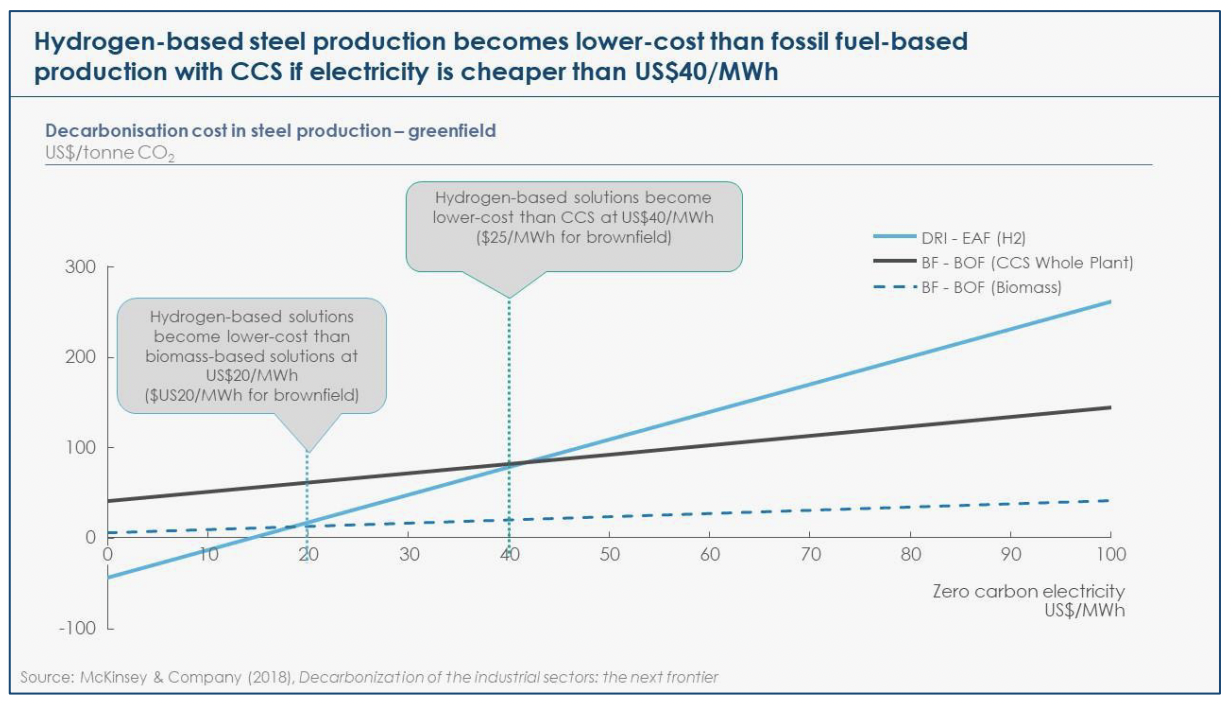 Hydrogen-based steel production becomes lower-cost than fossil fuel-based
production with CCS if electricity is cheaper than US$40/MWh
Decarbonisation cost in steel production – greenfield
US$/tonne CO₂
Hydrogen-based solutions become
lower-cost than CCS at US$40/MWh
($25/MWh for brownfield)
DRI - EAF (H2)
BF - BOF (CCS Whole Plant)
BF - BOF (Biomass)
Hydrogen-based solutions
become lower-cost than
biomass-based solutions at
US$20/MWh
($US20/MWh for brownfield)
300
200
100
0
-100
0 10 20 30 40 50 60 70 80 90 100
Zero carbon electricity
US$/MWh
Source: McKinsey & Company (2018), Decarbonization of the industrial sectors: the next frontier